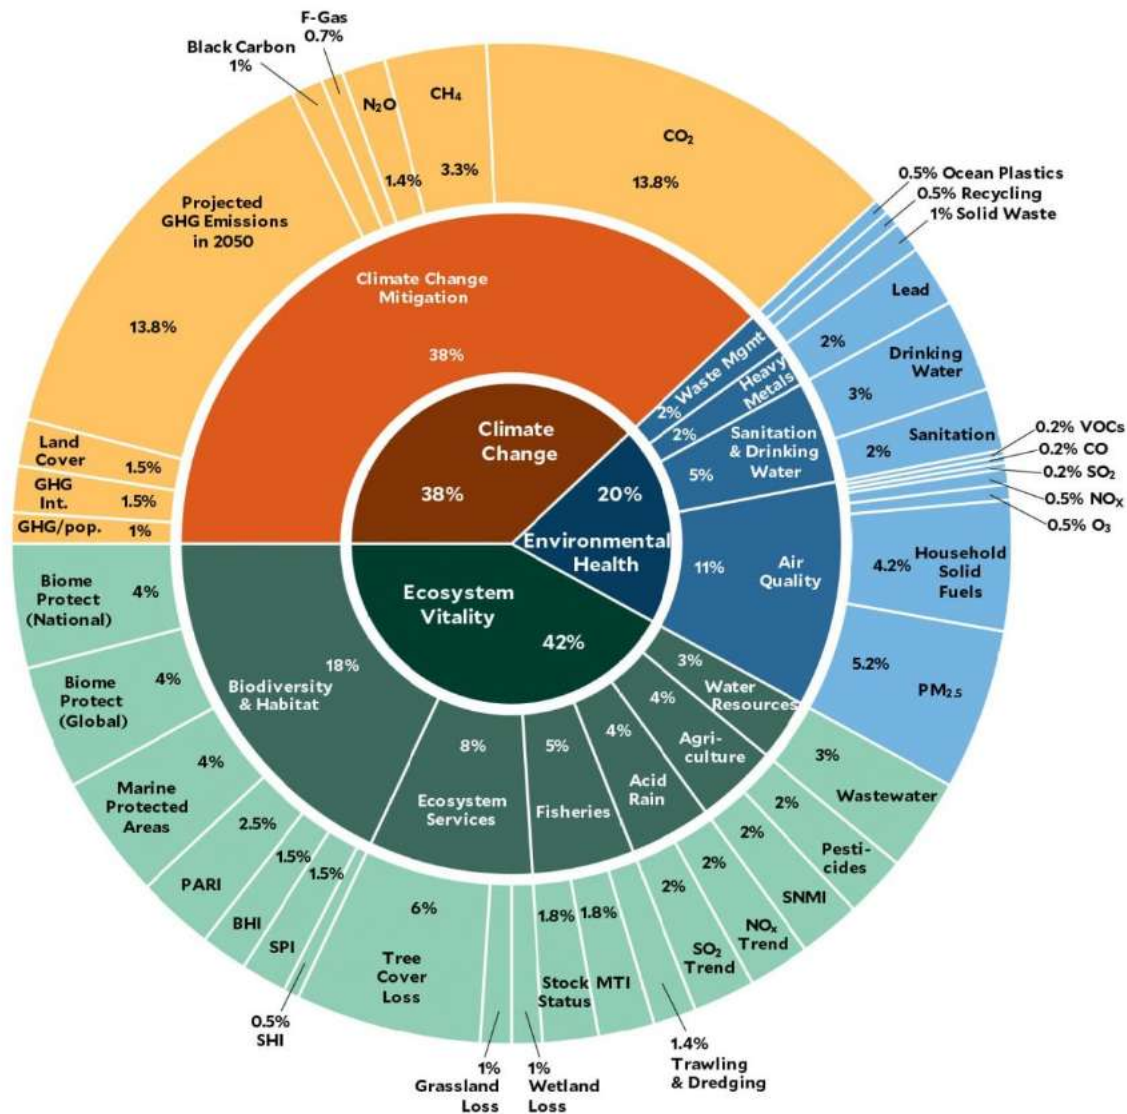 F-Gas
0.7%
Black Carbon
1%
N₂O
1.4%
CH₄
3.3%
CO₂
13.8%
0.5% Ocean Plastics
0.5% Recycling
1% Solid Waste
Lead
2%
Drinking
Water
3%
Sanitation
2%
0.2% VOCs
0.2% CO
0.2% SO₂
0.5% NOₓ
0.5% O₃
4.2% Household
Solid
Fuels
5.2%
PM₂.₅
Projected
GHG Emissions
in 2050
13.8%
Land
Cover
1.5%
GHG
Int.
1.5%
GHG/pop.
1%
Climate Change
Mitigation
38%
Waste Mgmt
2%
Heavy
Metals
2%
Sanitation
& Drinking
Water
5%
Air
Quality
11%
Climate
Change
38%
20%
Environmental
Health
Ecosystem
Vitality
42%
18%
Biodiversity
& Habitat
8%
Ecosystem
Services
5%
Fisheries
4%
Acid
Rain
4%
Agri-
culture
3%
Water
Resources
Biome
Protect
(National)
4%
Biome
Protect
(Global)
4%
Marine
Protected
Areas
4%
2.5%
PARI
1.5%
BHI
1.5%
SPI
0.5%
SHI
6%
Tree
Cover
Loss
1%
Grassland
Loss
1%
Wetland
Loss
1.8%
Stock
Status
1.8%
MTI
1.4%
Trawling
& Dredging
2%
SO₂
Trend
2%
NOₓ
Trend
2%
SNMI
2%
Pesti-
cides
3%
Wastewater